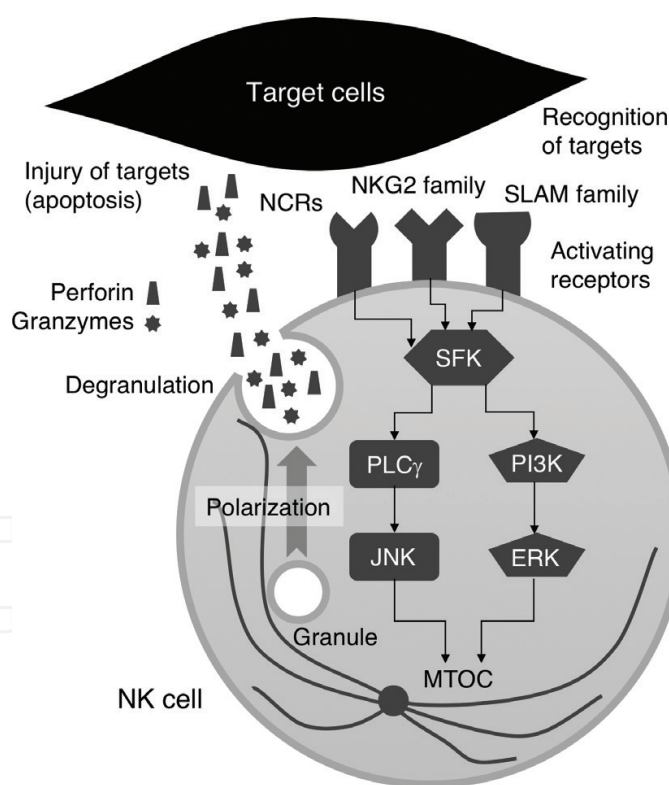 Target cells
Recognition
of targets
Injury of targets
(apoptosis)
NCRs
NKG2 family
SLAM family
Activating
receptors
Perforin
Granzymes
Degranulation
SFK
PLCγ
PI3K
Polarization
JNK
ERK
Granule
MTOC
NK cell